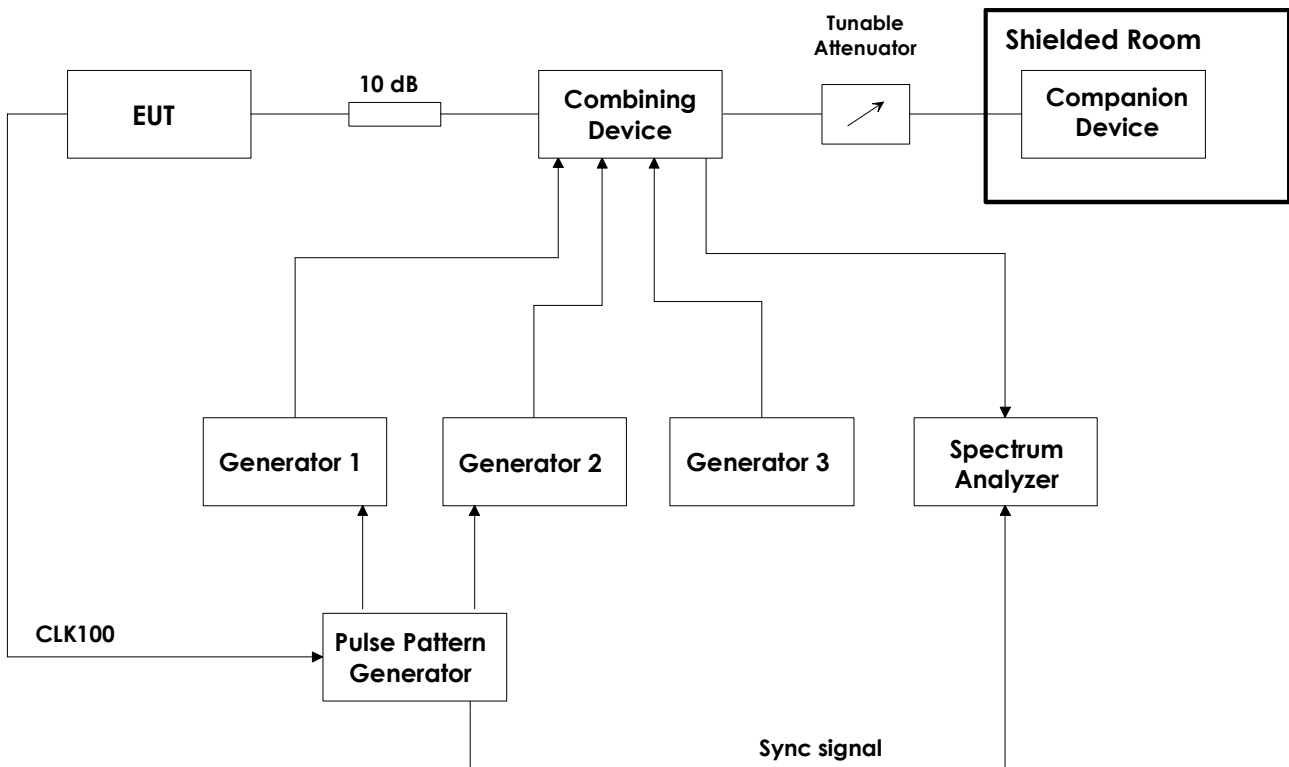 Tunable
Attenuator
Shielded Room
EUT
10 dB
Combining
Device
Companion
Device
Generator 1
Generator 2
Generator 3
Spectrum
Analyzer
CLK100
Pulse Pattern
Generator
Sync signal